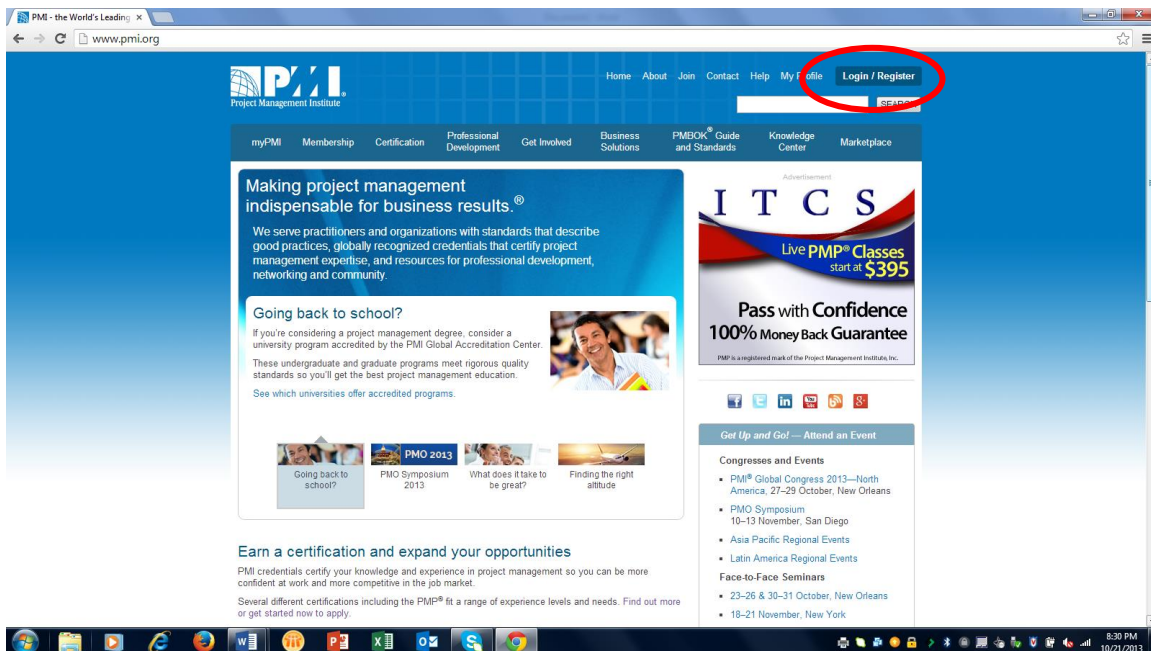 PMI - the World's Leading
www.pmi.org
PMI®
Project Management Institute
Home About Join Contact Help My Profile Login / Register
SEARCH
myPMI Membership Certification Professional Development Get Involved Business Solutions PMBOK® Guide and Standards Knowledge Center Marketplace
Making project management
indispensable for business results.®
We serve practitioners and organizations with standards that describe
good practices, globally recognized credentials that certify project
management expertise, and resources for professional development,
networking and community.
Going back to school?
If you're considering a project management degree, consider a
university program accredited by the PMI Global Accreditation Center.
These undergraduate and graduate programs meet rigorous quality
standards so you'll get the best project management education.
See which universities offer accredited programs.
PMO 2013
Going back to
school?
PMO Symposium
2013
What does it take to
be great?
Finding the right
altitude
Earn a certification and expand your opportunities
PMI credentials certify your knowledge and experience in project management so you can be more
confident at work and more competitive in the job market.
Several different certifications including the PMP® fit a range of experience levels and needs. Find out more
or get started now to apply.
Advertisement
ITCS
Live PMP® Classes
start at $395
Pass with Confidence
100% Money Back Guarantee
PMP is a registered mark of the Project Management Institute, Inc.
Get Up and Go! — Attend an Event
Congresses and Events
PMI® Global Congress 2013—North
America, 27–29 October, New Orleans
PMO Symposium
10–13 November, San Diego
Asia Pacific Regional Events
Latin America Regional Events
Face-to-Face Seminars
23–26 & 30–31 October, New Orleans
18–21 November, New York
8:30 PM
10/21/2013